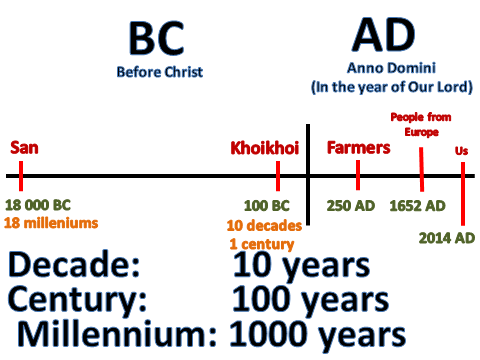 BC
AD
Before Christ
Anno Domini
(In the year of Our Lord)
People from
Europe
San
Khoikhoi
Farmers
Us
18 000 BC
100 BC
250 AD
1652 AD
18 milleniums
10 decades
1 century
2014 AD
Decade: 10 years
Century: 100 years
Millennium: 1000 years